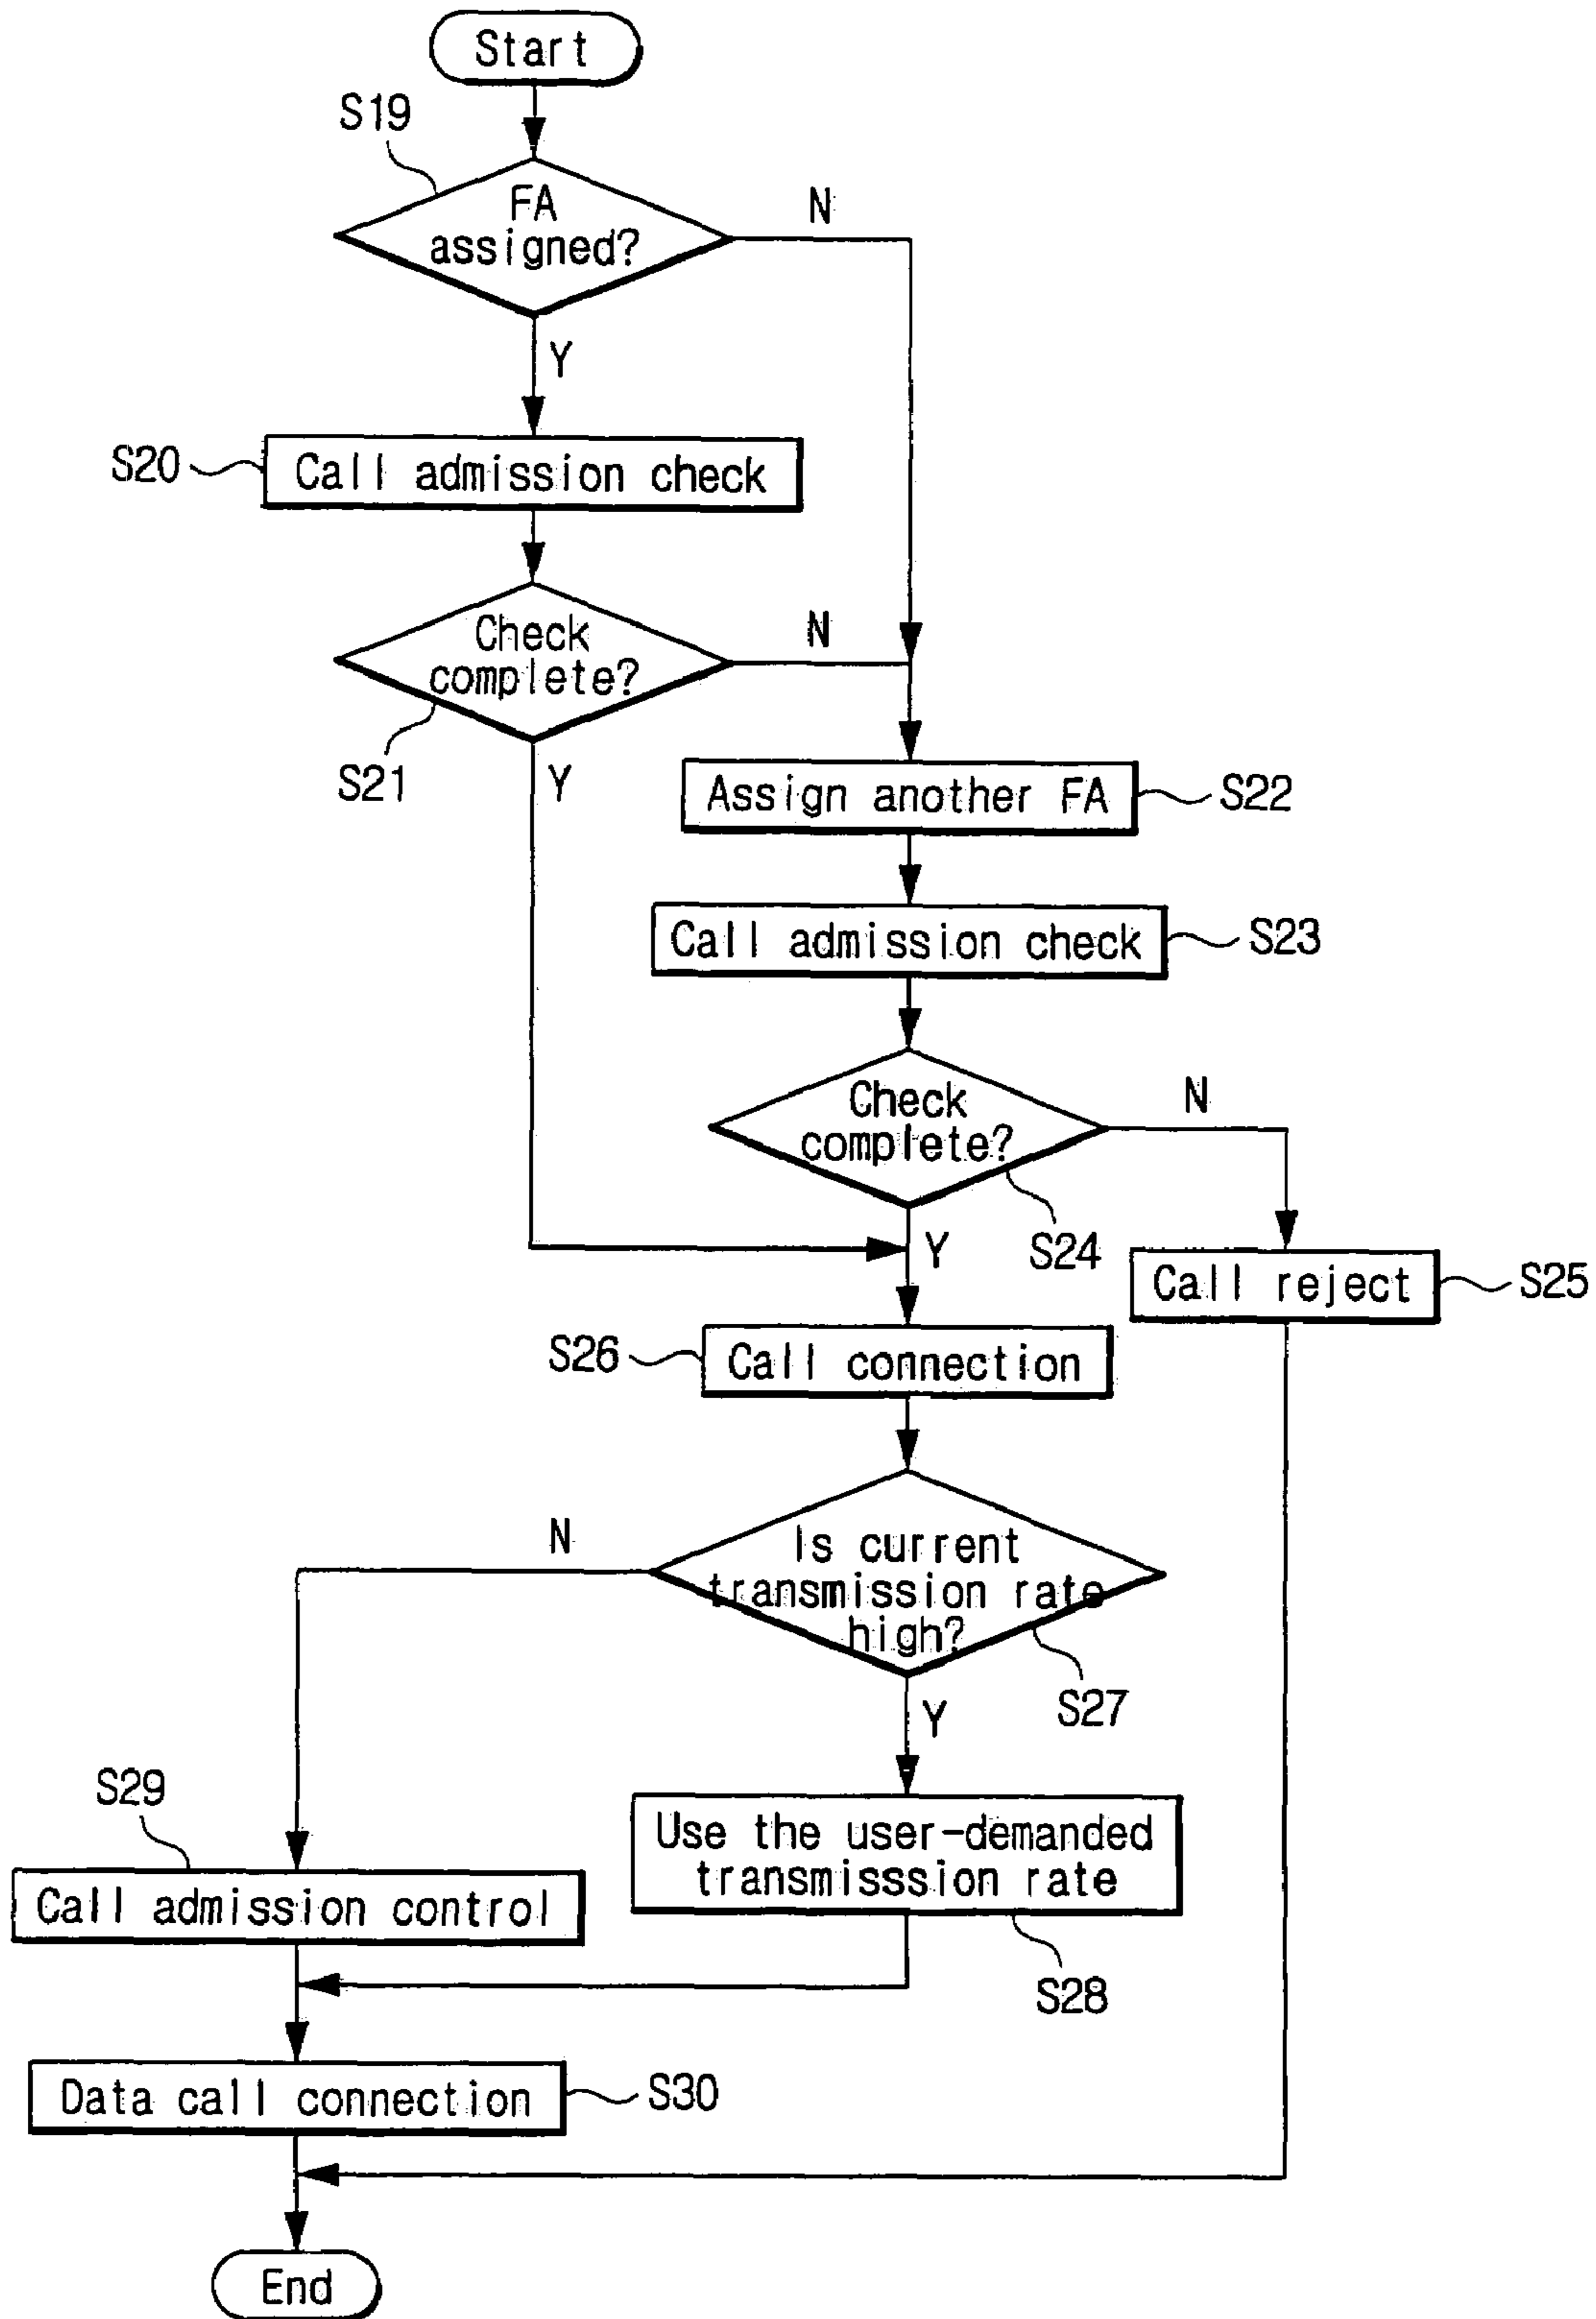 Start
S19
FA
assigned?
N
Y
S20
Call admission check
Check
complete?
N
S21
Y
Assign another FA
S22
Call admission check
S23
Check
complete?
N
S24
Y
Call reject
S25
S26
Call connection
Is current
transmission rate
high?
N
S27
Y
S29
Use the user-demanded
transmisssion rate
Call admission control
S28
Data call connection
S30
End